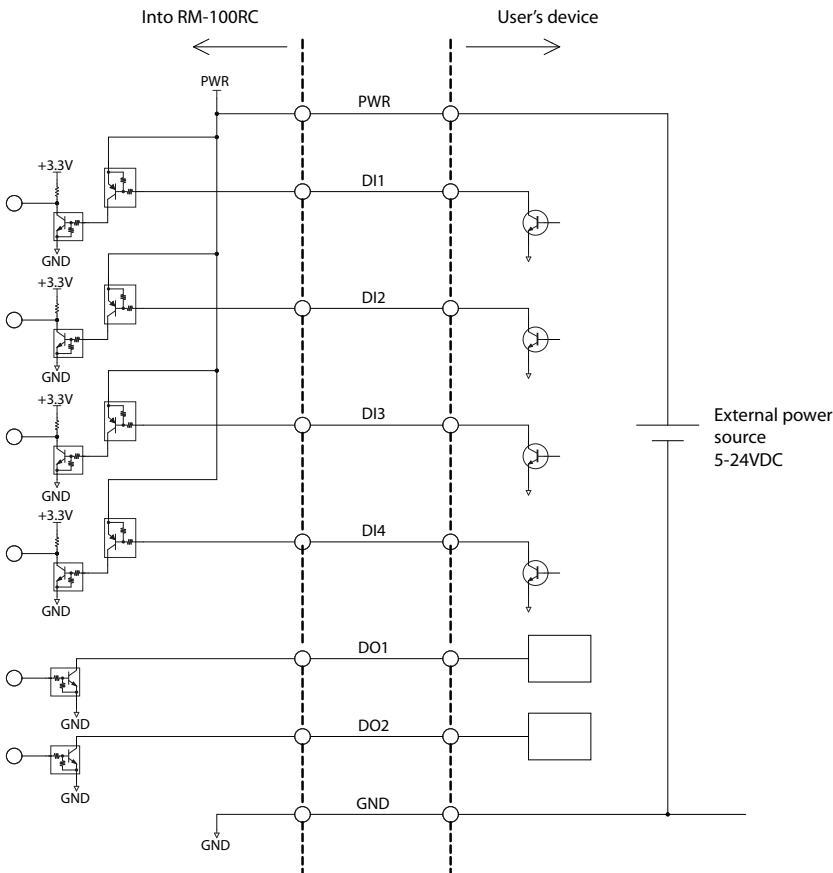 Into RM-100RC
User's device
PWR
PWR
+3.3V
DI1
GND
+3.3V
DI2
GND
+3.3V
DI3
External power
source
5-24VDC
GND
+3.3V
DI4
GND
DO1
GND
DO2
GND
GND
GND